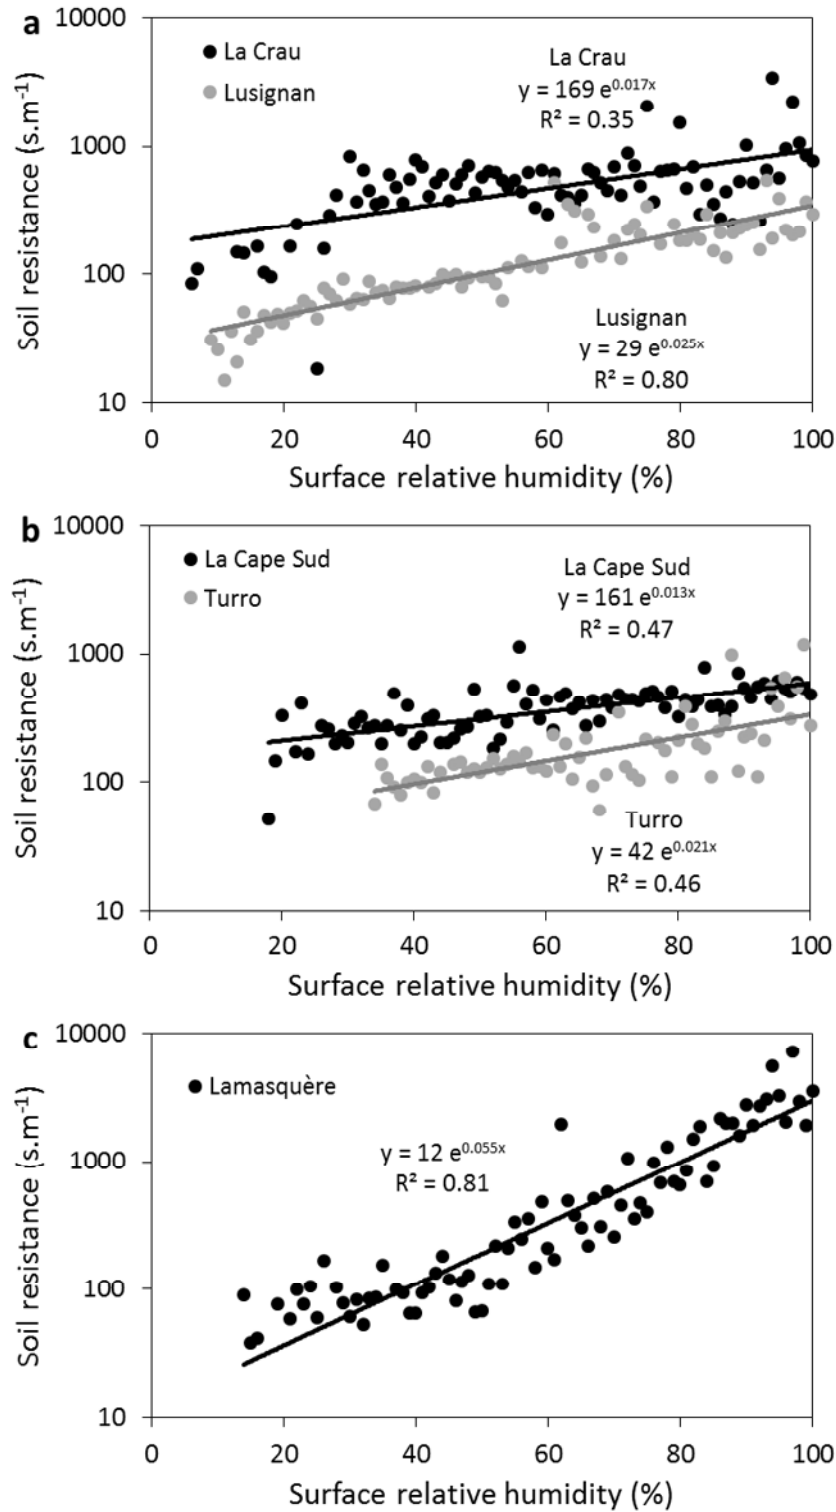 a
10000
1000
100
10
Soil resistance (s.m⁻¹)
La Crau
Lusignan
La Crau
y = 169 e^0.017x
R² = 0.35
Lusignan
y = 29 e^0.025x
R² = 0.80
0 20 40 60 80 100
Surface relative humidity (%)
b
10000
1000
100
10
Soil resistance (s.m⁻¹)
La Cape Sud
Turro
La Cape Sud
y = 161 e^0.013x
R² = 0.47
Turro
y = 42 e^0.021x
R² = 0.46
0 20 40 60 80 100
Surface relative humidity (%)
c
10000
1000
100
10
Soil resistance (s.m⁻¹)
Lamasquère
y = 12 e^0.055x
R² = 0.81
0 20 40 60 80 100
Surface relative humidity (%)